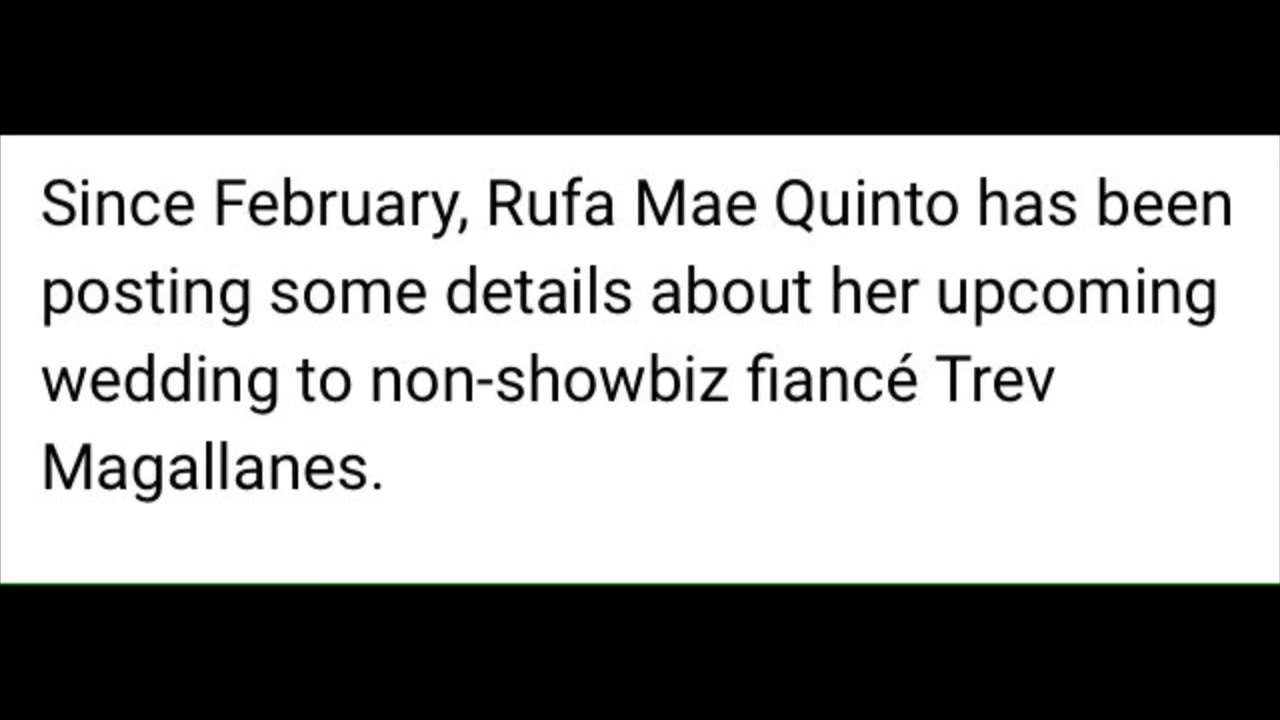 Since February, Rufa Mae Quinto has been
posting some details about her upcoming
wedding to non-showbiz fiancé Trev
Magallanes.